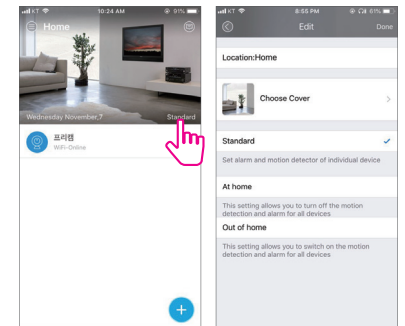 KT 10:24 AM 91%
Home
Wednesday November,7 Standard
프리캠
WiFi-Online
KT 8:55 PM 61%
Edit Done
Location:Home
Choose Cover
Standard
Set alarm and motion detector of individual device
At home
This setting allows you to turn off the motion
detection and alarm for all devices
Out of home
This setting allows you to switch on the motion
detection and alarm for all devices